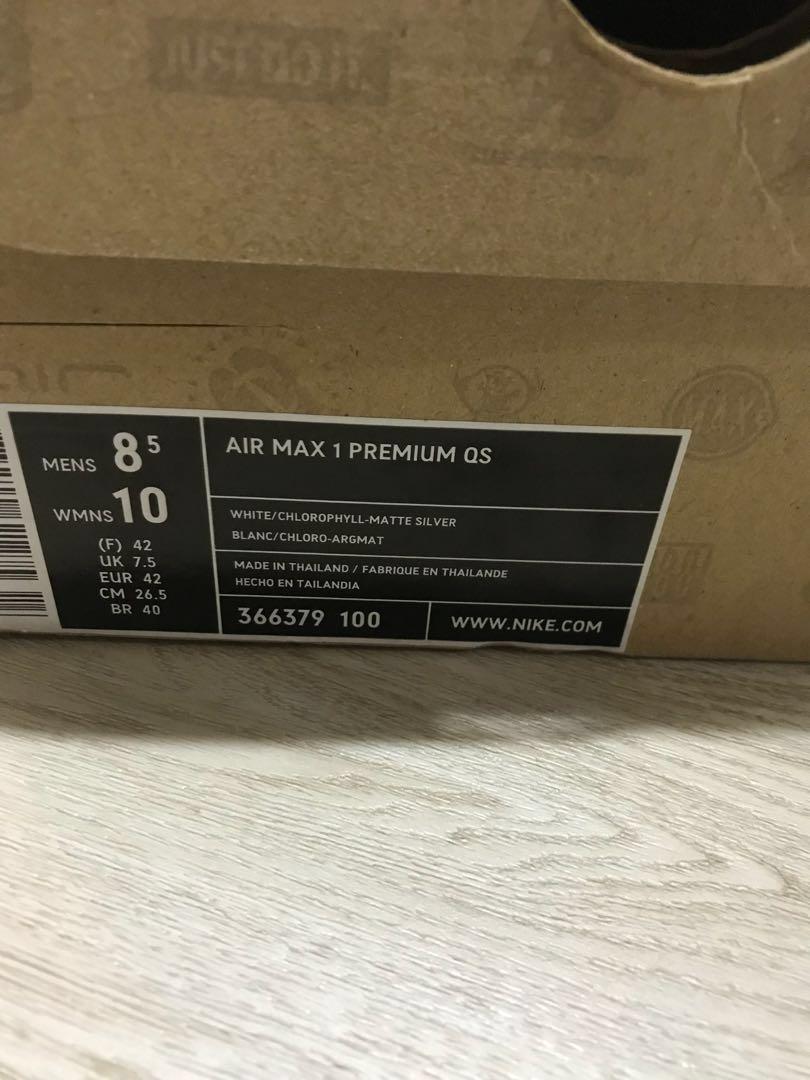 MENS 8 5
WMNS 10
(F) 42
UK 7.5
EUR 42
CM 26.5
BR 40
AIR MAX 1 PREMIUM QS
WHITE/CHLOROPHYLL-MATTE SILVER
BLANC/CHLORO-ARGMAT
MADE IN THAILAND / FABRIQUE EN THAILANDE
HECHO EN TAILANDIA
366379 100
WWW.NIKE.COM